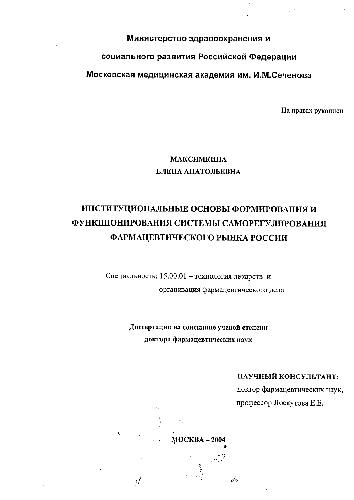 Министерство здравоохранения и
социального развития Российской Федерации
Московская медицинская академия им. И.М.Сеченова
На правах рукописи
МАКСИМКИНА
ЕЛЕНА АНАТОЛЬЕВНА
ИНСТИТУЦИОНАЛЬНЫЕ ОСНОВЫ ФОРМИРОВАНИЯ И
ФУНКЦИОНИРОВАНИЯ СИСТЕМЫ САМОРЕГУЛИРОВАНИЯ
ФАРМАЦЕВТИЧЕСКОГО РЫНКА РОССИИ
Специальность: 15.00.01 – технология лекарств и
организация фармацевтического дела
Диссертация на соискание ученой степени
доктора фармацевтических наук
НАУЧНЫЙ КОНСУЛЬТАНТ:
доктор фармацевтических наук,
профессор Лоскутова Е.Е.
МОСКВА – 2004